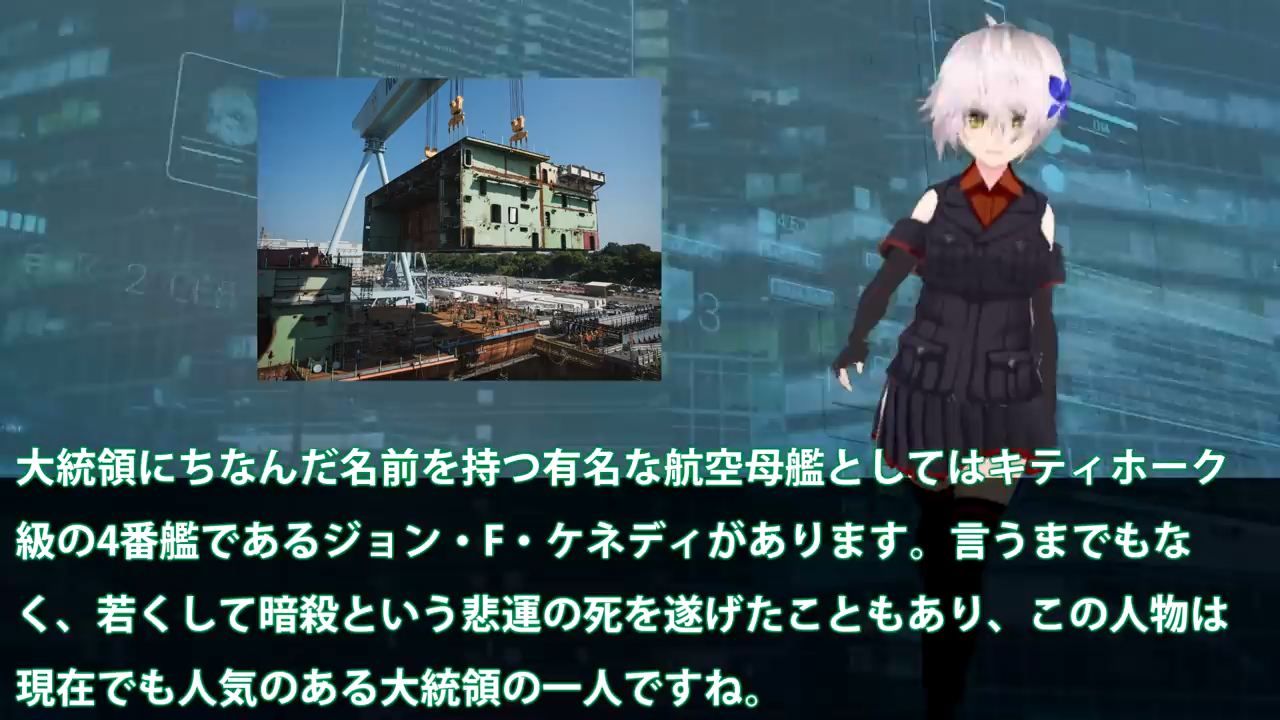 大統領にちなんだ名前を持つ有名な航空母艦としてはキティホーク
級の4番艦であるジョン・F・ケネディがあります。言うまでもな
く、若くして暗殺という悲運の死を遂げたこともあり、この人物は
現在でも人気のある大統領の一人ですね。